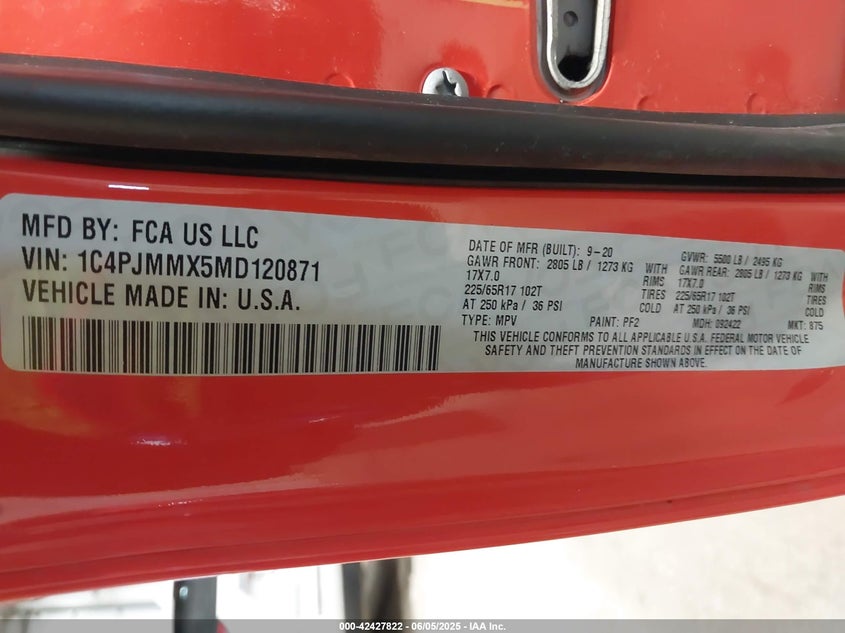 MFD BY: FCA US LLC
VIN: 1C4PJMMX5MD120871
VEHICLE MADE IN: U.S.A.
DATE OF MFR (BUILT): 9-20 GVWR: 5500 LB / 2495 KG
GAWR FRONT: 2805 LB / 1273 KG WITH GAWR REAR: 2805 LB / 1273 KG WITH
17X7.0 RIMS 17X7.0 RIMS
225/65R17 102T TIRES 225/65R17 102T TIRES
AT 250 kPa / 36 PSI COLD AT 250 kPa / 36 PSI COLD
TYPE: MPV PAINT: PF2 MDH: 092422 MKT: 875
THIS VEHICLE CONFORMS TO ALL APPLICABLE U.S.A. FEDERAL MOTOR VEHICLE
SAFETY AND THEFT PREVENTION STANDARDS IN EFFECT ON THE DATE OF
MANUFACTURE SHOWN ABOVE.
000-42427822 - 06/05/2025 - IAA Inc.